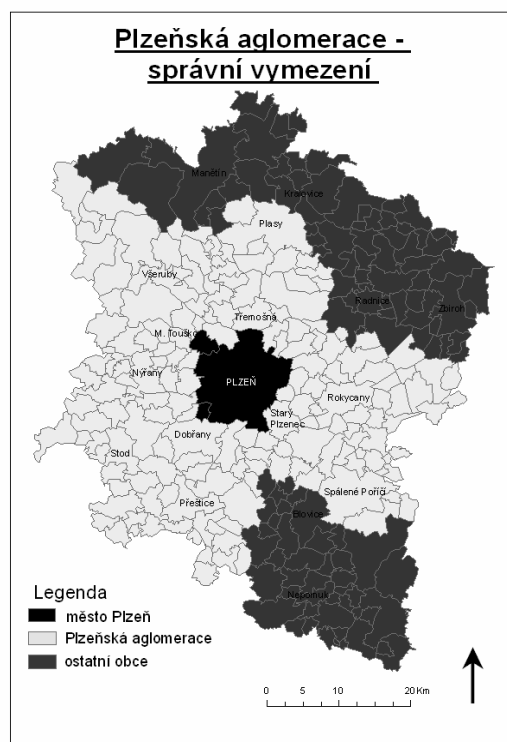 Plzeňská aglomerace -
správní vymezení
Manětín
Kralovice
Plasy
Všeruby
Radnice
Zbiroh
Třemošná
M. Touško
Nýřany
PLZEŇ
Rokycany
Starý
Plzenec
Dobřany
Stod
Spálené Poříčí
Přeštice
Blovice
Nepomuk
Legenda
město Plzeň
Plzeňská aglomerace
ostatní obce
0 5 10 20 Km